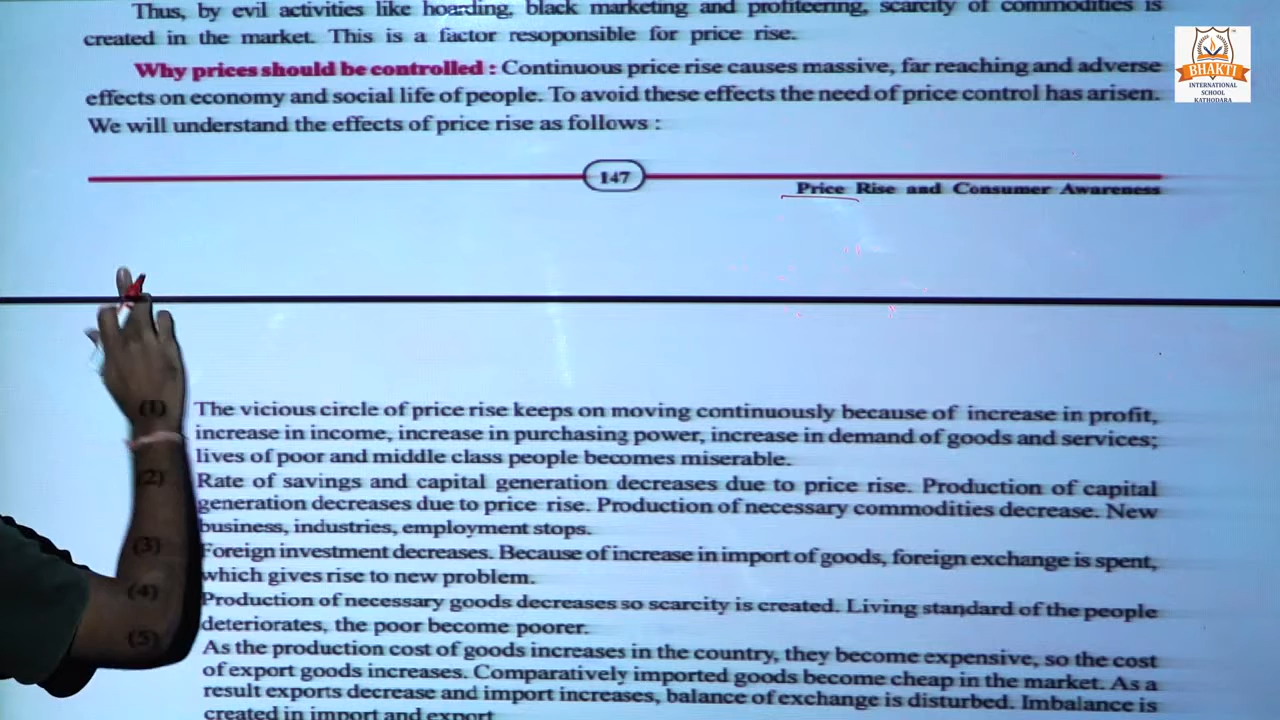 Thus, by evil activities like hoarding, black marketing and profiteering, scarcity of commodities is
created in the market. This is a factor resoponsible for price rise.
BHAKTI
INTERNATIONAL
SCHOOL
KATHODARA
Why prices should be controlled : Continuous price rise causes massive, far reaching and adverse
effects on economy and social life of people. To avoid these effects the need of price control has arisen.
We will understand the effects of price rise as follows :
147
Price Rise and Consumer Awareness
(1) The vicious circle of price rise keeps on moving continuously because of increase in profit,
increase in income, increase in purchasing power, increase in demand of goods and services;
lives of poor and middle class people becomes miserable.
(2) Rate of savings and capital generation decreases due to price rise. Production of capital
generation decreases due to price rise. Production of necessary commodities decrease. New
business, industries, employment stops.
(3) Foreign investment decreases. Because of increase in import of goods, foreign exchange is spent,
which gives rise to new problem.
(4) Production of necessary goods decreases so scarcity is created. Living standard of the people
deteriorates, the poor become poorer.
(5) As the production cost of goods increases in the country, they become expensive, so the cost
of export goods increases. Comparatively imported goods become cheap in the market. As a
result exports decrease and import increases, balance of exchange is disturbed. Imbalance is
created in import and export